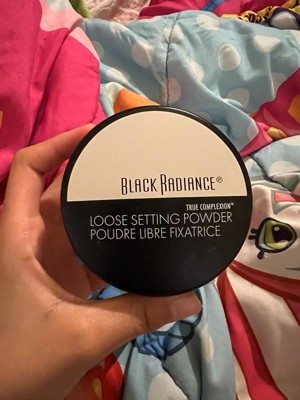 BLACK RADIANCE®
TRUE COMPLEXION™
LOOSE SETTING POWDER
POUDRE LIBRE FIXATRICE